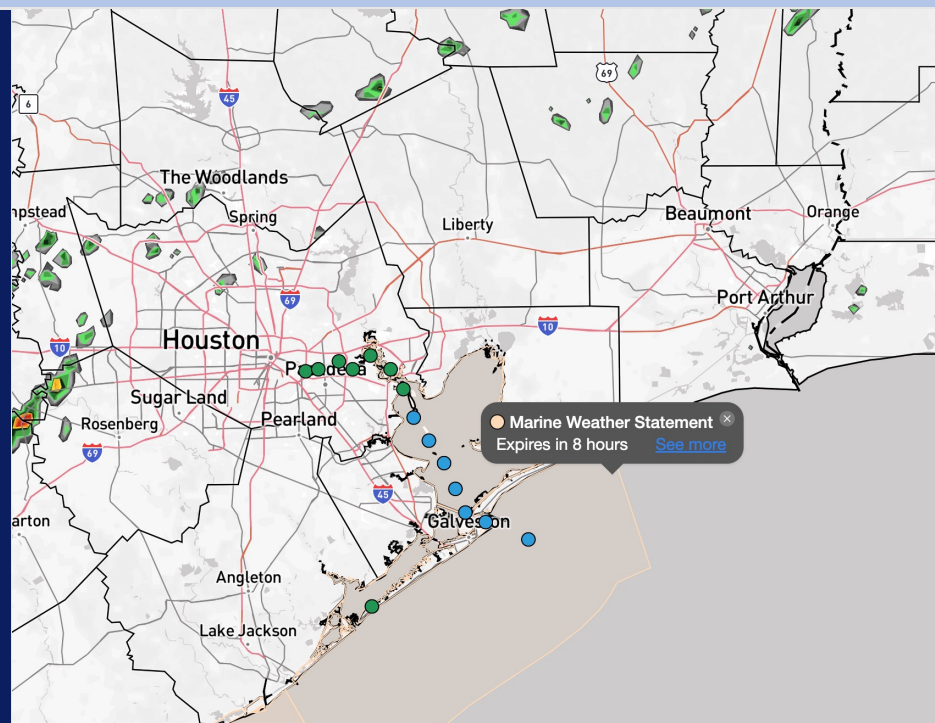 69
6
45
The Woodlands
mpstead
Spring
Liberty
Beaumont
Orange
69
Port Arthur
10
Houston
10
Sugar Land
Pearland
Rosenberg
Marine Weather Statement
Expires in 8 hours See more
69
45
arton
Galveston
Angleton
Lake Jackson